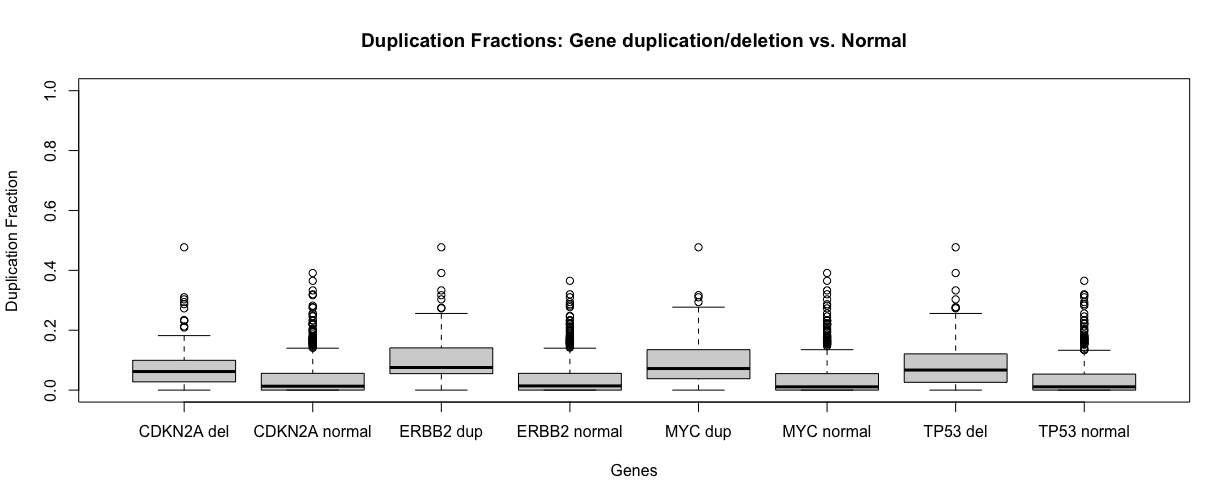 Duplication Fractions: Gene duplication/deletion vs. Normal
Duplication Fraction
1.0
0.8
0.6
0.4
0.2
0.0
CDKN2A del
CDKN2A normal
ERBB2 dup
ERBB2 normal
MYC dup
MYC normal
TP53 del
TP53 normal
Genes